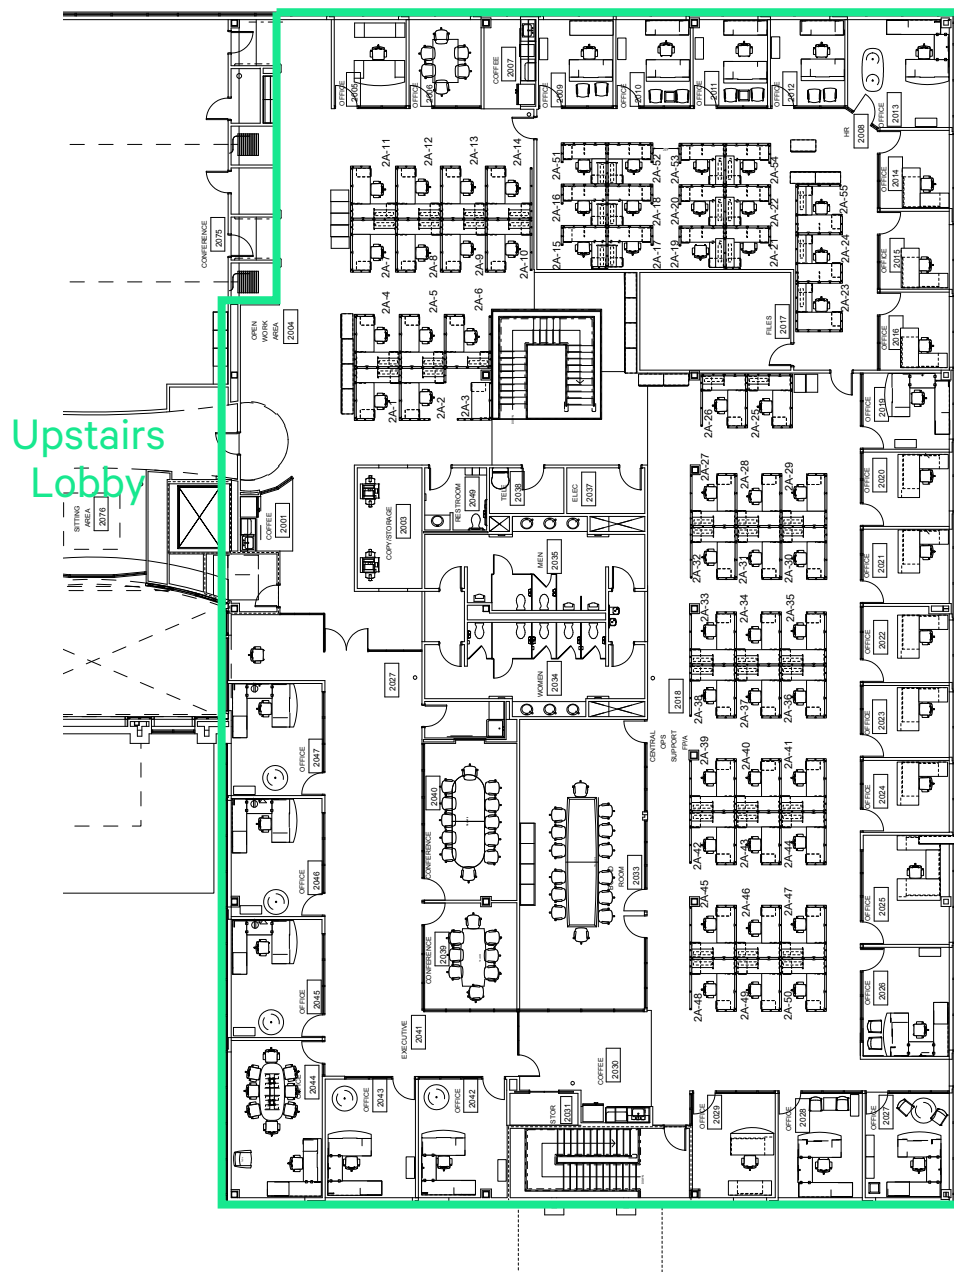 OFFICE
2005
OFFICE
2006
COFFEE
2007
OFFICE
2009
OFFICE
2010
OFFICE
2011
OFFICE
2012
OFFICE
2013
HR
2008
2A-11
2A-12
2A-13
2A-14
2A-51
2A-52
2A-53
2A-54
OFFICE
2014
2A-16
2A-18
2A-20
2A-22
2A-55
CONFERENCE
2075
2A-7
2A-8
2A-9
2A-10
2A-15
2A-17
2A-19
2A-21
2A-24
OFFICE
2015
2A-4
2A-5
2A-6
2A-23
OPEN
WORK
AREA
2004
FILES
2017
OFFICE
2016
2A-2
2A-3
2A-26
2A-25
OFFICE
2019
Upstairs
Lobby
2A-27
2A-28
2A-29
OFFICE
2020
SITTING
AREA
2076
COFFEE
2001
COPY/STORAGE
2003
RESTROOM
2049
2038
ELEC
2037
MEN
2035
2A-32
2A-31
2A-30
OFFICE
2021
2A-33
2A-34
2A-35
OFFICE
2022
2027
WOMEN
2034
2018
2A-38
2A-37
2A-36
OFFICE
2023
CENTRAL
OPS
SUPPORT
FP/A
OFFICE
2047
2A-39
2A-40
2A-41
CONFERENCE
2040
OFFICE
2024
OFFICE
2046
ROOM
2033
2A-42
2A-43
2A-44
OFFICE
2025
2A-45
2A-46
2A-47
CONFERENCE
2039
OFFICE
2045
2A-48
2A-49
2A-50
OFFICE
2026
EXECUTIVE
2041
COFFEE
2030
2044
OFFICE
2043
OFFICE
2042
STOR
2031
OFFICE
2029
OFFICE
2028
OFFICE
2027